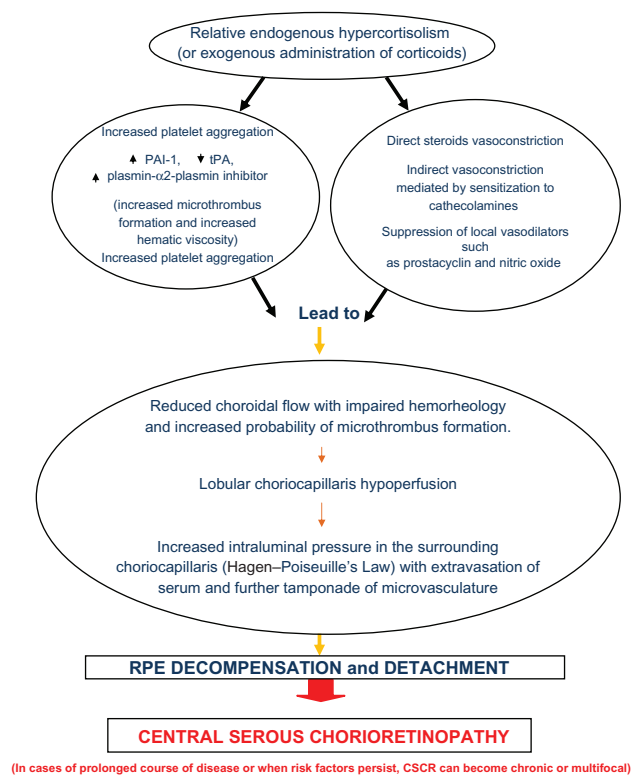 Relative endogenous hypercortisolism
(or exogenous administration of corticoids)
Increased platelet aggregation
PAI-1, tPA,
plasmin-α2-plasmin inhibitor
(increased microthrombus
formation and increased
hematic viscosity)
Increased platelet aggregation
Direct steroids vasoconstriction
Indirect vasoconstriction
mediated by sensitization to
cathecolamines
Suppression of local vasodilators
such
as prostacyclin and nitric oxide
Lead to
Reduced choroidal flow with impaired hemorheology
and increased probability of microthrombus formation.
Lobular choriocapillaris hypoperfusion
Increased intraluminal pressure in the surrounding
choriocapillaris (Hagen–Poiseuille’s Law) with extravasation of
serum and further tamponade of microvasculature
RPE DECOMPENSATION and DETACHMENT
CENTRAL SEROUS CHORIORETINOPATHY
(In cases of prolonged course of disease or when risk factors persist, CSCR can become chronic or multifocal)